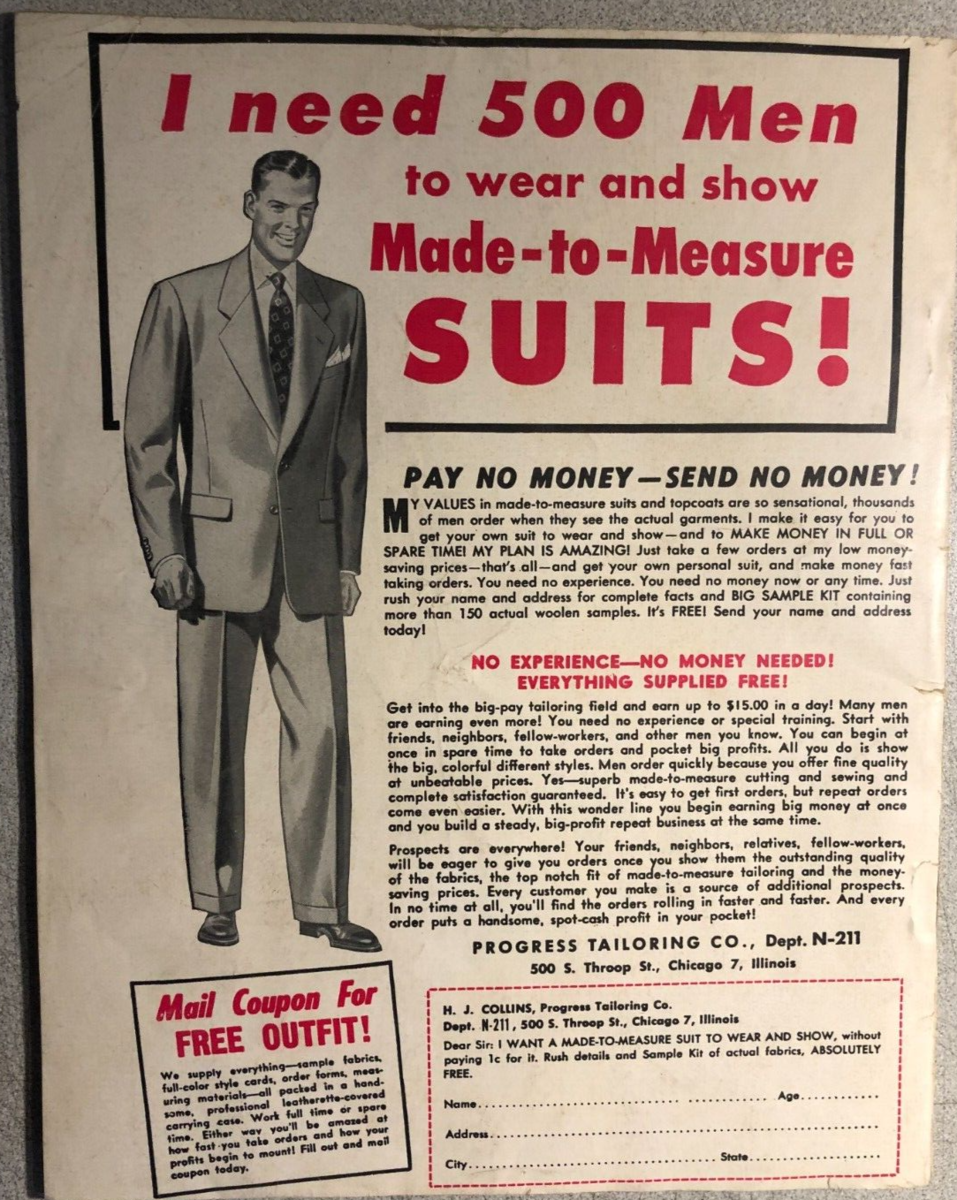 I need 500 Men
to wear and show
Made-to-Measure
SUITS!
PAY NO MONEY—SEND NO MONEY!
MY VALUES in made-to-measure suits and topcoats are so sensational, thousands
of men order when they see the actual garments. I make it easy for you to
get your own suit to wear and show—and to MAKE MONEY IN FULL OR
SPARE TIME! MY PLAN IS AMAZING! Just take a few orders at my low money-
saving prices—that's all—and get your own personal suit, and make money fast
taking orders. You need no experience. You need no money now or any time. Just
rush your name and address for complete facts and BIG SAMPLE KIT containing
more than 150 actual woolen samples. It's FREE! Send your name and address
today!
NO EXPERIENCE—NO MONEY NEEDED!
EVERYTHING SUPPLIED FREE!
Get into the big-pay tailoring field and earn up to $15.00 in a day! Many men
are earning even more! You need no experience or special training. Start with
friends, neighbors, fellow-workers, and other men you know. You can begin at
once in spare time to take orders and pocket big profits. All you do is show
the big, colorful different styles. Men order quickly because you offer fine quality
at unbeatable prices. Yes—superb made-to-measure cutting and sewing and
complete satisfaction guaranteed. It's easy to get first orders, but repeat orders
come even easier. With this wonder line you begin earning big money at once
and you build a steady, big-profit repeat business at the same time.
Prospects are everywhere! Your friends, neighbors, relatives, fellow-workers,
will be eager to give you orders once you show them the outstanding quality
of the fabrics, the top notch fit of made-to-measure tailoring and the money-
saving prices. Every customer you make is a source of additional prospects.
In no time at all, you'll find the orders rolling in faster and faster. And every
order puts a handsome, spot-cash profit in your pocket!
PROGRESS TAILORING CO., Dept. N-211
500 S. Throop St., Chicago 7, Illinois
Mail Coupon For
FREE OUTFIT!
We supply everything—sample fabrics,
full-color style cards, order forms, meas-
uring materials—all packed in a hand-
some, professional leatherette-covered
carrying case. Work full time or spare
time. Either way you'll be amazed at
how fast you take orders and how your
profits begin to mount! Fill out and mail
coupon today.
H. J. COLLINS, Progress Tailoring Co.
Dept. N-211, 500 S. Throop St., Chicago 7, Illinois
Dear Sir: I WANT A MADE-TO-MEASURE SUIT TO WEAR AND SHOW, without
paying 1c for it. Rush details and Sample Kit of actual fabrics, ABSOLUTELY
FREE.
Name.......................................... Age............
Address......................................................
City.......................................... State............